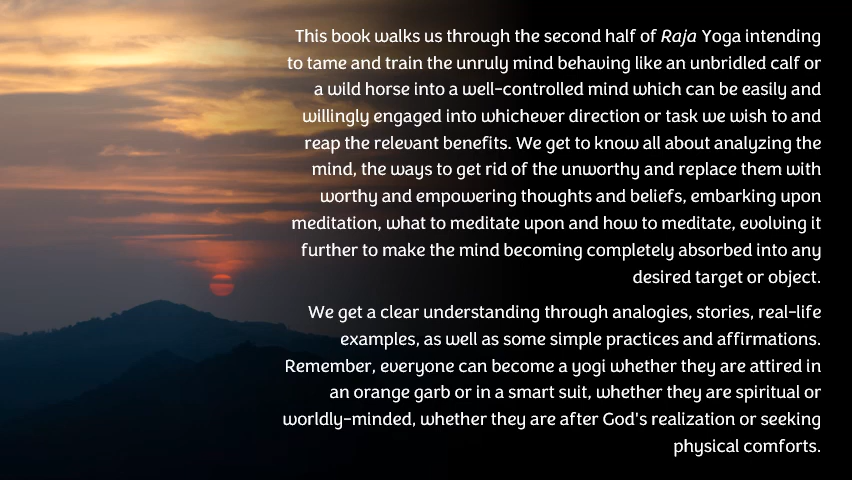 This book walks us through the second half of Raja Yoga intending
to tame and train the unruly mind behaving like an unbridled calf or
a wild horse into a well-controlled mind which can be easily and
willingly engaged into whichever direction or task we wish to and
reap the relevant benefits. We get to know all about analyzing the
mind, the ways to get rid of the unworthy and replace them with
worthy and empowering thoughts and beliefs, embarking upon
meditation, what to meditate upon and how to meditate, evolving it
further to make the mind becoming completely absorbed into any
desired target or object.
We get a clear understanding through analogies, stories, real-life
examples, as well as some simple practices and affirmations.
Remember, everyone can become a yogi whether they are attired in
an orange garb or in a smart suit, whether they are spiritual or
worldly-minded, whether they are after God's realization or seeking
physical comforts.